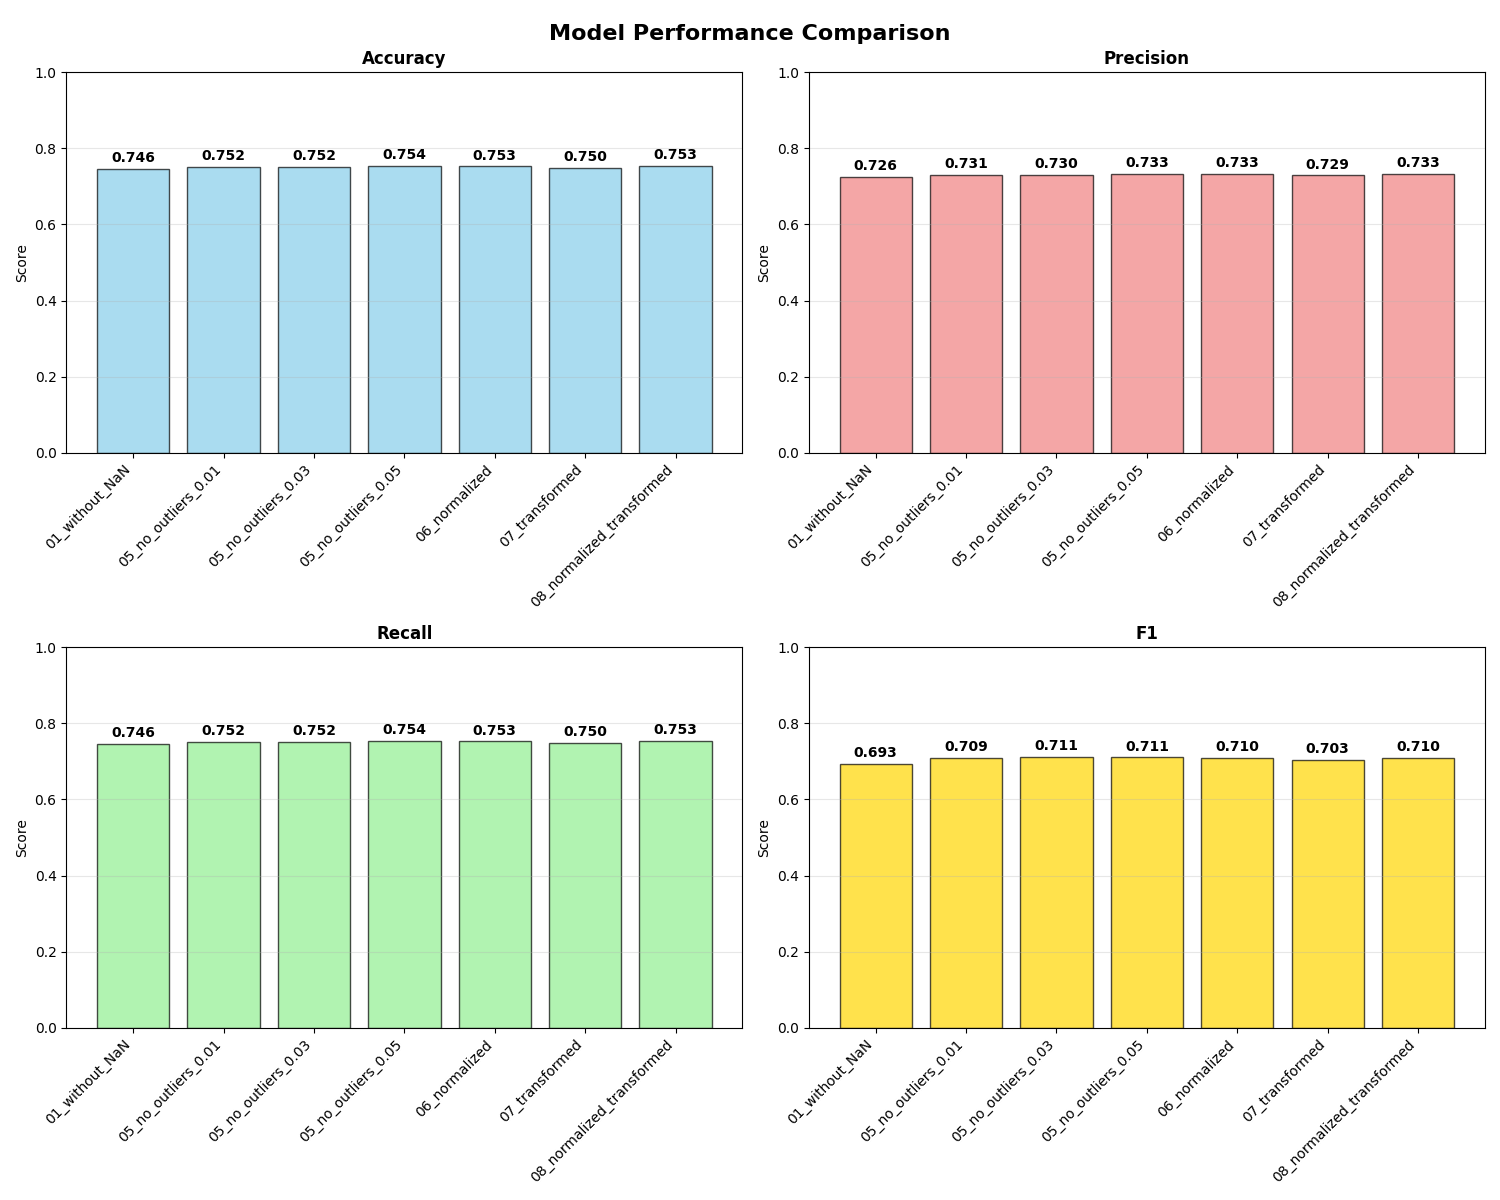 Model Performance Comparison
Accuracy
Score
1.0
0.8
0.6
0.4
0.2
0.0
0.746 0.752 0.752 0.754 0.753 0.750 0.753
01_without_NaN
05_no_outliers_0.01
05_no_outliers_0.03
05_no_outliers_0.05
06_normalized
07_transformed
08_normalized_transformed
Precision
Score
1.0
0.8
0.6
0.4
0.2
0.0
0.726 0.731 0.730 0.733 0.733 0.729 0.733
01_without_NaN
05_no_outliers_0.01
05_no_outliers_0.03
05_no_outliers_0.05
06_normalized
07_transformed
08_normalized_transformed
Recall
Score
1.0
0.8
0.6
0.4
0.2
0.0
0.746 0.752 0.752 0.754 0.753 0.750 0.753
01_without_NaN
05_no_outliers_0.01
05_no_outliers_0.03
05_no_outliers_0.05
06_normalized
07_transformed
08_normalized_transformed
F1
Score
1.0
0.8
0.6
0.4
0.2
0.0
0.693 0.709 0.711 0.711 0.710 0.703 0.710
01_without_NaN
05_no_outliers_0.01
05_no_outliers_0.03
05_no_outliers_0.05
06_normalized
07_transformed
08_normalized_transformed